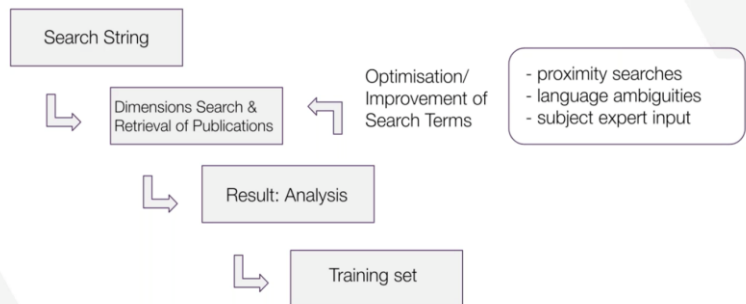 Search String
Dimensions Search &
Retrieval of Publications
Optimisation/
Improvement of
Search Terms
- proximity searches
- language ambiguities
- subject expert input
Result: Analysis
Training set